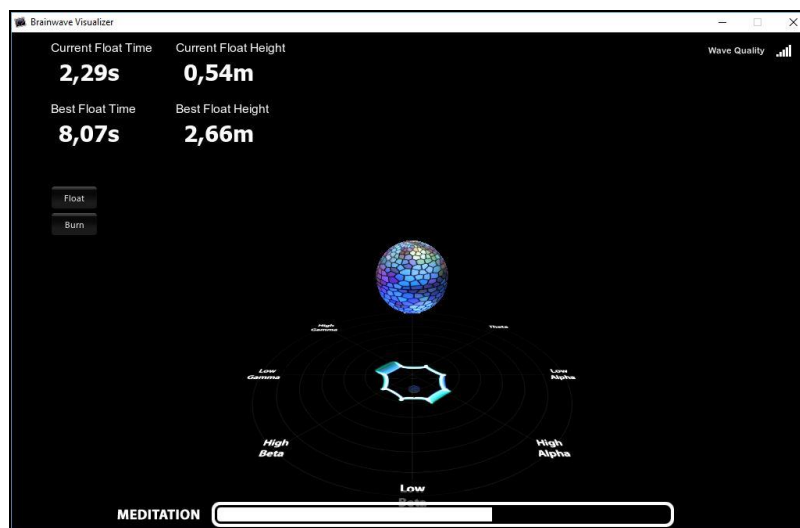 Brainwave Visualizer
Current Float Time
Current Float Height
Wave Quality
2,29s
0,54m
Best Float Time
Best Float Height
8,07s
2,66m
Float
Burn
High
Gamma
Theta
Low
Gamma
Low
Alpha
High
Beta
High
Alpha
Low
Beta
MEDITATION